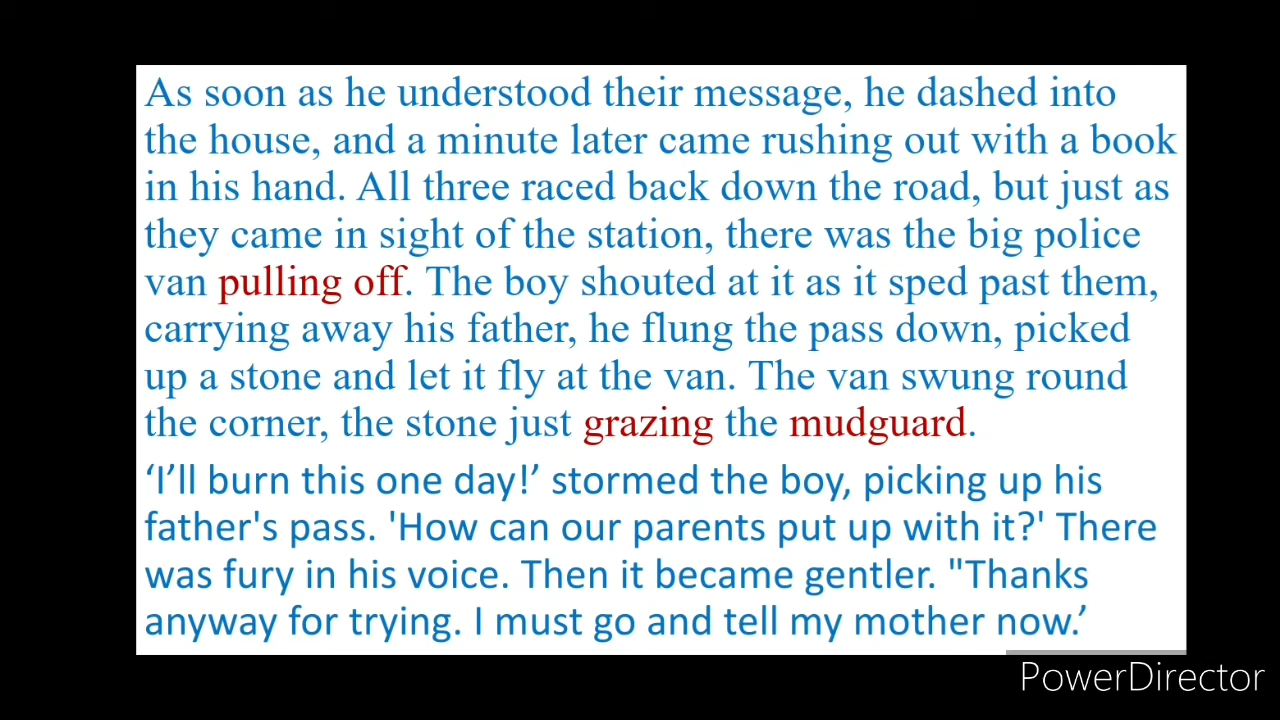 As soon as he understood their message, he dashed into
the house, and a minute later came rushing out with a book
in his hand. All three raced back down the road, but just as
they came in sight of the station, there was the big police
van pulling off. The boy shouted at it as it sped past them,
carrying away his father, he flung the pass down, picked
up a stone and let it fly at the van. The van swung round
the corner, the stone just grazing the mudguard.
‘I’ll burn this one day!’ stormed the boy, picking up his
father's pass. 'How can our parents put up with it?' There
was fury in his voice. Then it became gentler. "Thanks
anyway for trying. I must go and tell my mother now.’
PowerDirector